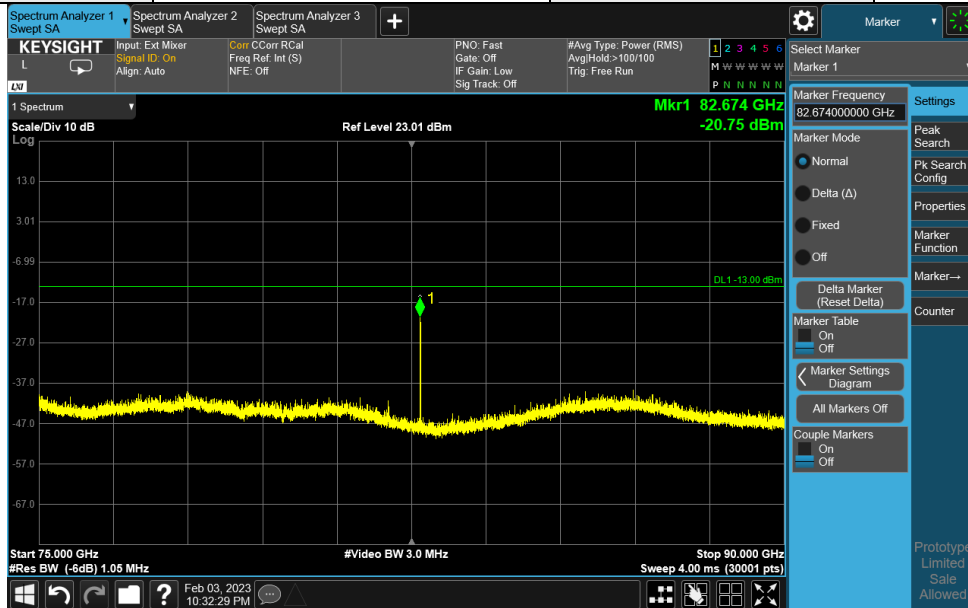 Spectrum Analyzer 1
Swept SA
Spectrum Analyzer 2
Swept SA
Spectrum Analyzer 3
Swept SA
+
Marker
KEYSIGHT
L
LXI
Input: Ext Mixer
Signal ID: On
Align: Auto
Corr CCorr RCal
Freq Ref: Int (S)
NFE: Off
PNO: Fast
Gate: Off
IF Gain: Low
Sig Track: Off
#Avg Type: Power (RMS)
Avg|Hold:>100/100
Trig: Free Run
1 2 3 4 5 6
M W W W W W
P N N N N N
Select Marker
Marker 1
1 Spectrum
Mkr1 82.674 GHz
-20.75 dBm
Scale/Div 10 dB
Ref Level 23.01 dBm
Log
13.0
3.01
-6.99
-17.0
-27.0
-37.0
-47.0
-57.0
-67.0
DL1 -13.00 dBm
1
Start 75.000 GHz
#Res BW (-6dB) 1.05 MHz
#Video BW 3.0 MHz
Stop 90.000 GHz
Sweep 4.00 ms (30001 pts)
Marker Frequency
82.674000000 GHz
Marker Mode
Normal
Delta (Δ)
Fixed
Off
Delta Marker
(Reset Delta)
Marker Table
On
Off
Marker Settings
Diagram
All Markers Off
Couple Markers
On
Off
Settings
Peak
Search
Pk Search
Config
Properties
Marker
Function
Marker→
Counter
Prototype
Limited
Sale
Allowed
?
Feb 03, 2023
10:32:29 PM